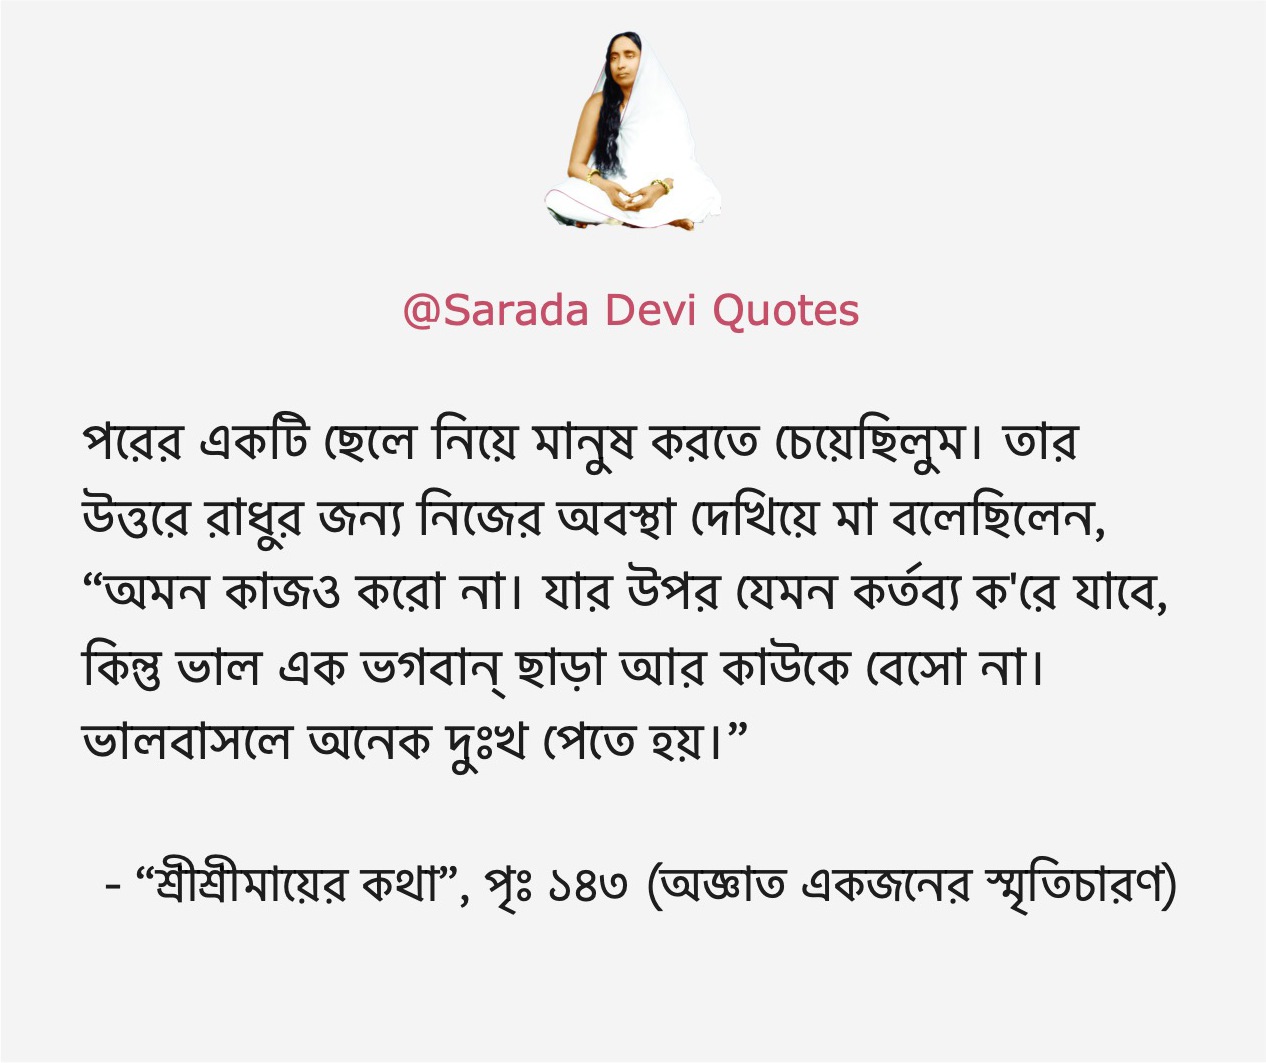 @Sarada Devi Quotes
পরের একটি ছেলে নিয়ে মানুষ করতে চেয়েছিলুম। তার
উত্তরে রাধুর জন্য নিজের অবস্থা দেখিয়ে মা বলেছিলেন,
“অমন কাজও করো না। যার উপর যেমন কর্তব্য ক'রে যাবে,
কিন্তু ভাল এক ভগবান্ ছাড়া আর কাউকে বেসো না।
ভালবাসলে অনেক দুঃখ পেতে হয়।”
- “শ্রীশ্রীমায়ের কথা”, পৃঃ ১৪৩ (অজ্ঞাত একজনের স্মৃতিচারণ)